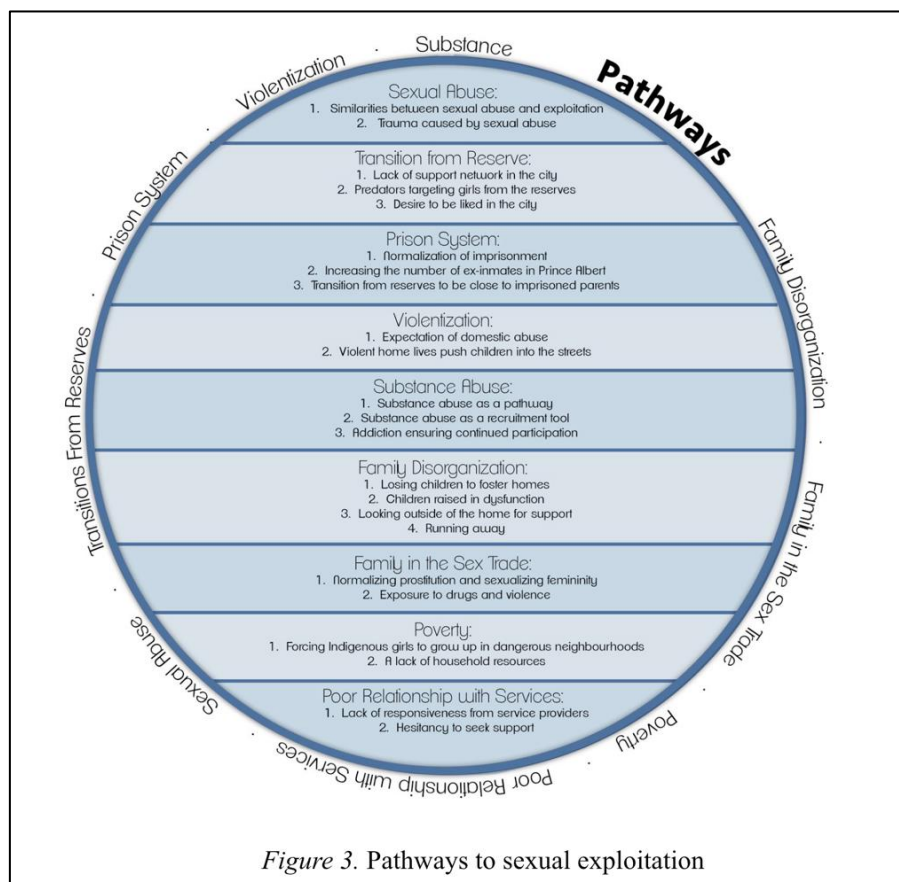 Pathways
Substance
Violentization
Prison System
Transitions From Reserves
Sexual Abuse
Poor Relationship with Services
Poverty
Family in the Sex Trade
Family Disorganization
Sexual Abuse:
1. Similarities between sexual abuse and exploitation
2. Trauma caused by sexual abuse
Transition from Reserve:
1. Lack of support network in the city
2. Predators targeting girls from the reserves
3. Desire to be liked in the city
Prison System:
1. Normalization of imprisonment
2. Increasing the number of ex-inmates in Prince Albert
3. Transition from reserves to be close to imprisoned parents
Violentization:
1. Expectation of domestic abuse
2. Violent home lives push children into the streets
Substance Abuse:
1. Substance abuse as a pathway
2. Substance abuse as a recruitment tool
3. Addiction ensuring continued participation
Family Disorganization:
1. Losing children to foster homes
2. Children raised in dysfunction
3. Looking outside of the home for support
4. Running away
Family in the Sex Trade:
1. Normalizing prostitution and sexualizing femininity
2. Exposure to drugs and violence
Poverty:
1. Forcing Indigenous girls to grow up in dangerous neighbourhoods
2. A lack of household resources
Poor Relationship with Services:
1. Lack of responsiveness from service providers
2. Hesitancy to seek support
Figure 3. Pathways to sexual exploitation